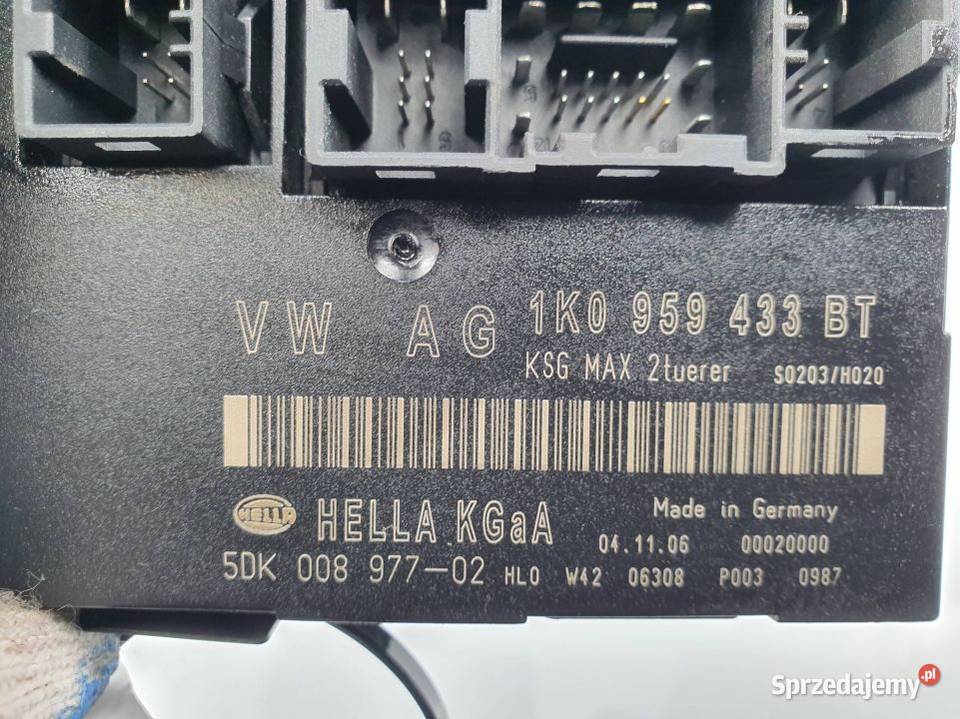 VW AG 1K0 959 433 BT
KSG MAX 2tuerer S0203/H020
HELLA HELLA KGaA Made in Germany
04.11.06 00020000
5DK 008 977-02 HL0 W42 06308 P003 0987
Sprzedajemy.pl